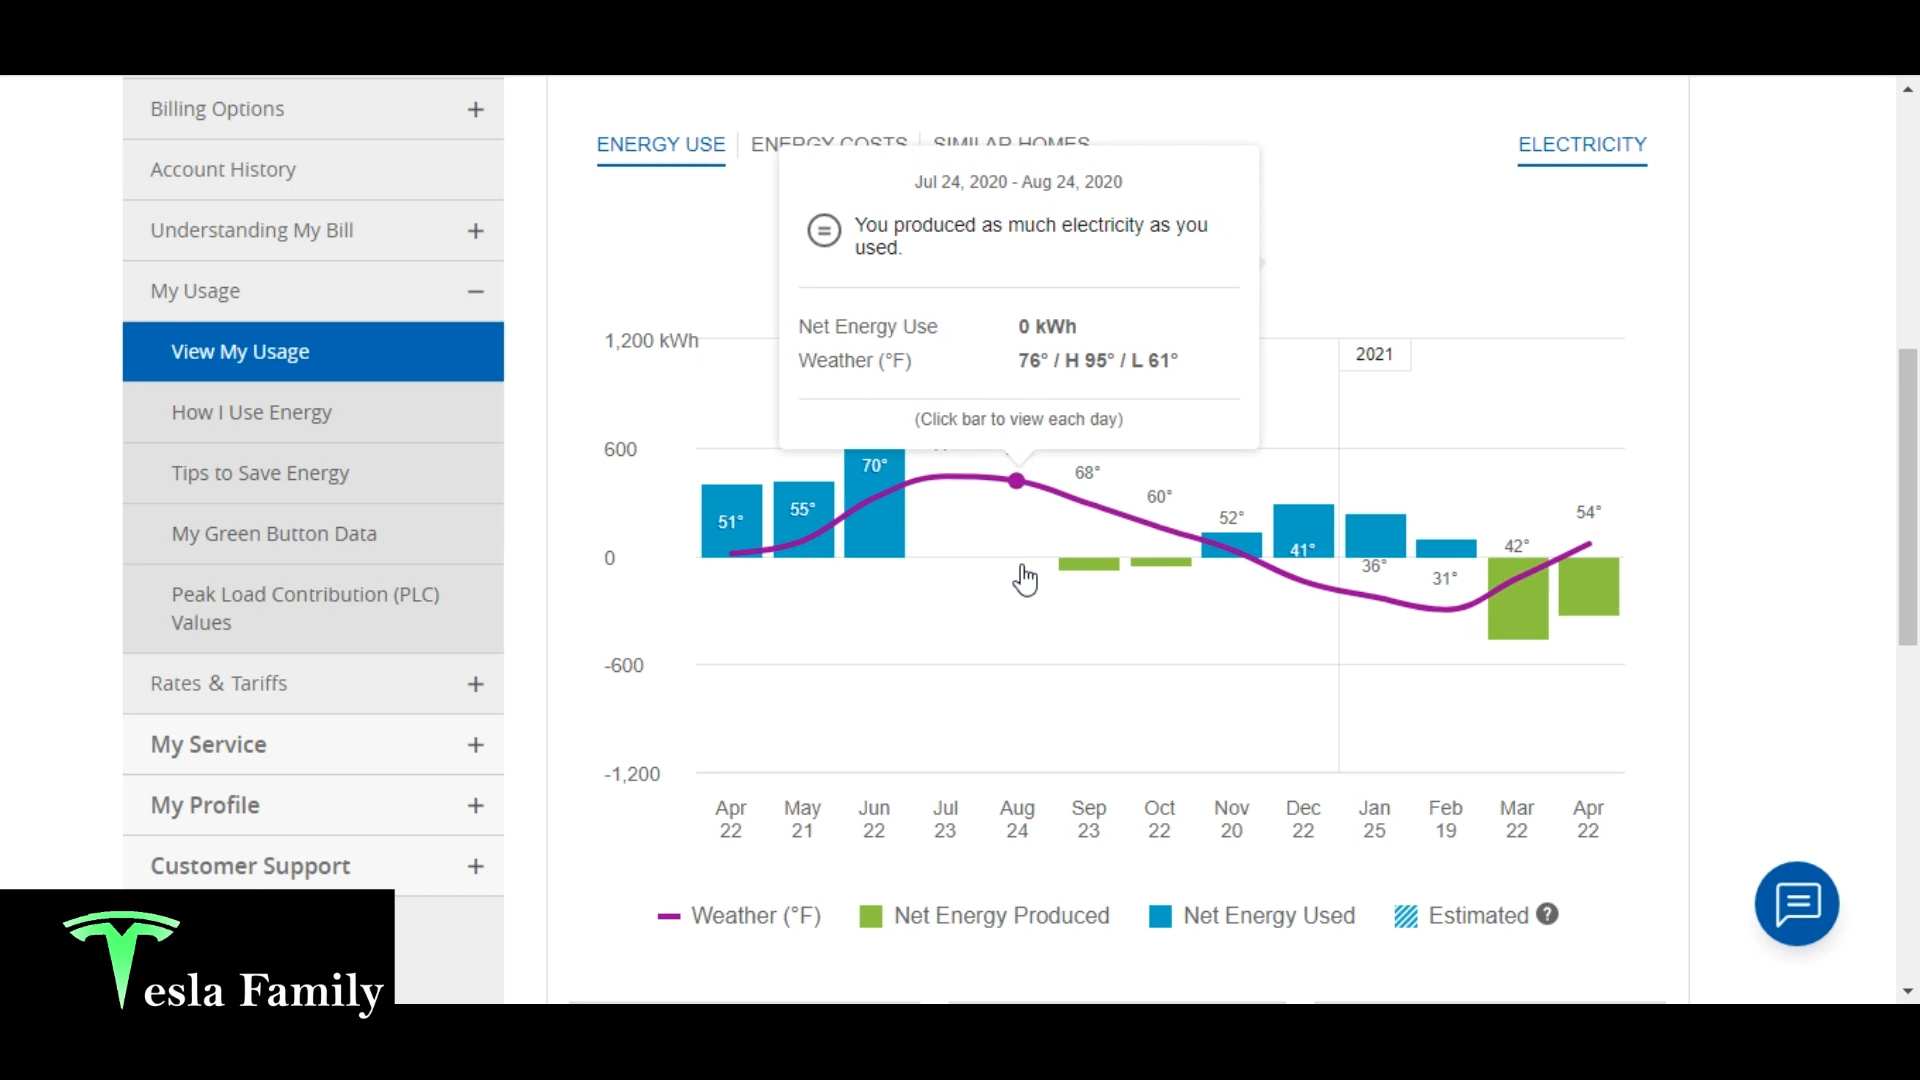 Billing Options
Account History
Understanding My Bill
My Usage
View My Usage
How I Use Energy
Tips to Save Energy
My Green Button Data
Peak Load Contribution (PLC)
Values
Rates & Tariffs
My Service
My Profile
Customer Support
esla Family
ENERGY USE ENERGY COSTS SIMILAR HOMES ELECTRICITY
Jul 24, 2020 - Aug 24, 2020
You produced as much electricity as you
used.
Net Energy Use 0 kWh
Weather (°F) 76° / H 95° / L 61°
(Click bar to view each day)
1,200 kWh
2021
600
0
-600
-1,200
51° 55° 70° 68° 60° 52° 41° 36° 31° 42° 54°
Apr May Jun Jul Aug Sep Oct Nov Dec Jan Feb Mar Apr
22 21 22 23 24 23 22 20 22 25 19 22 22
Weather (°F) Net Energy Produced Net Energy Used Estimated ?